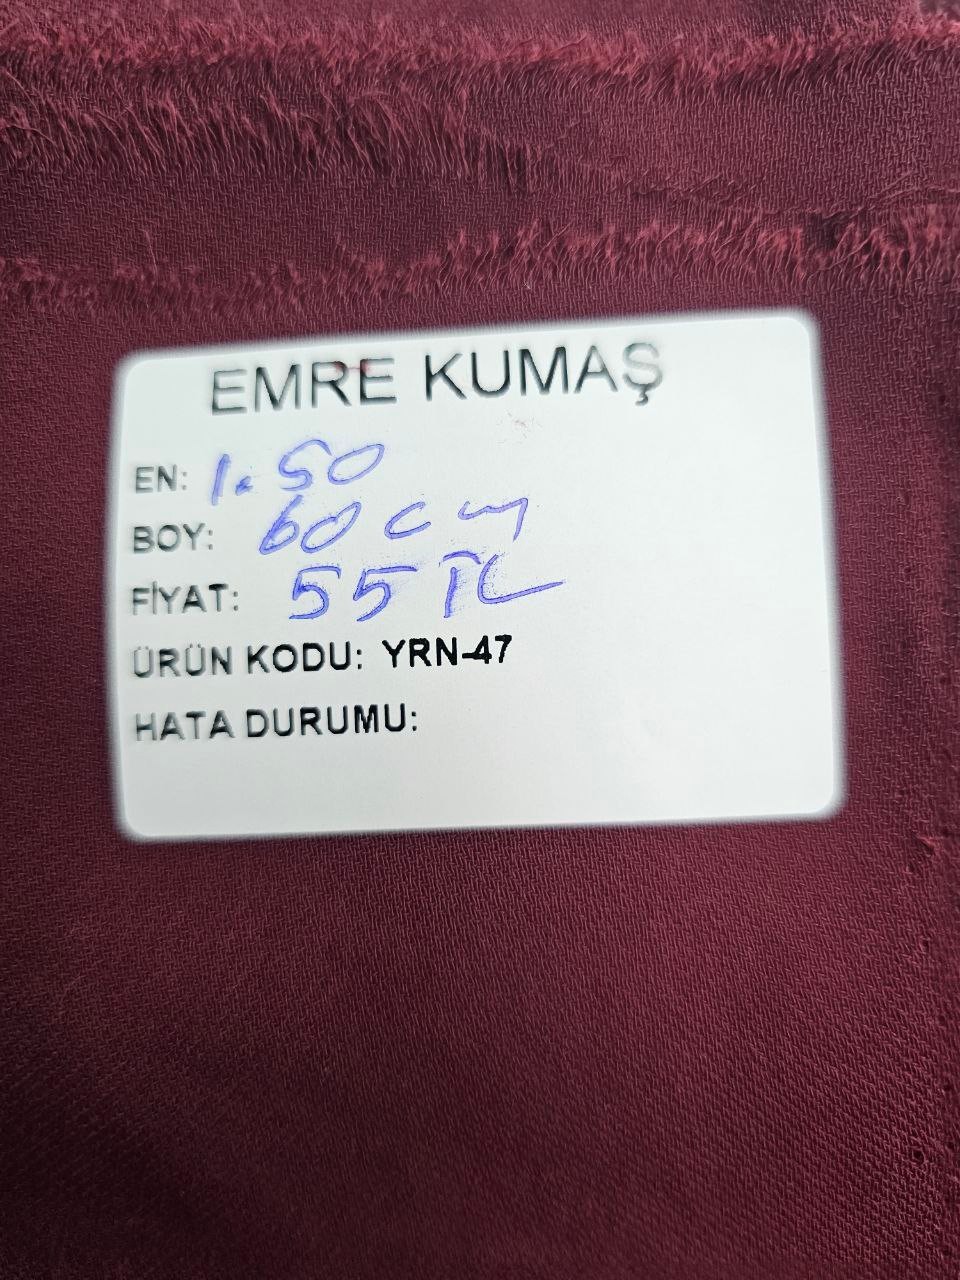 EMRE KUMAŞ
EN: 1.50
BOY: 60 cm
FİYAT: 55 TL
ÜRÜN KODU: YRN-47
HATA DURUMU: